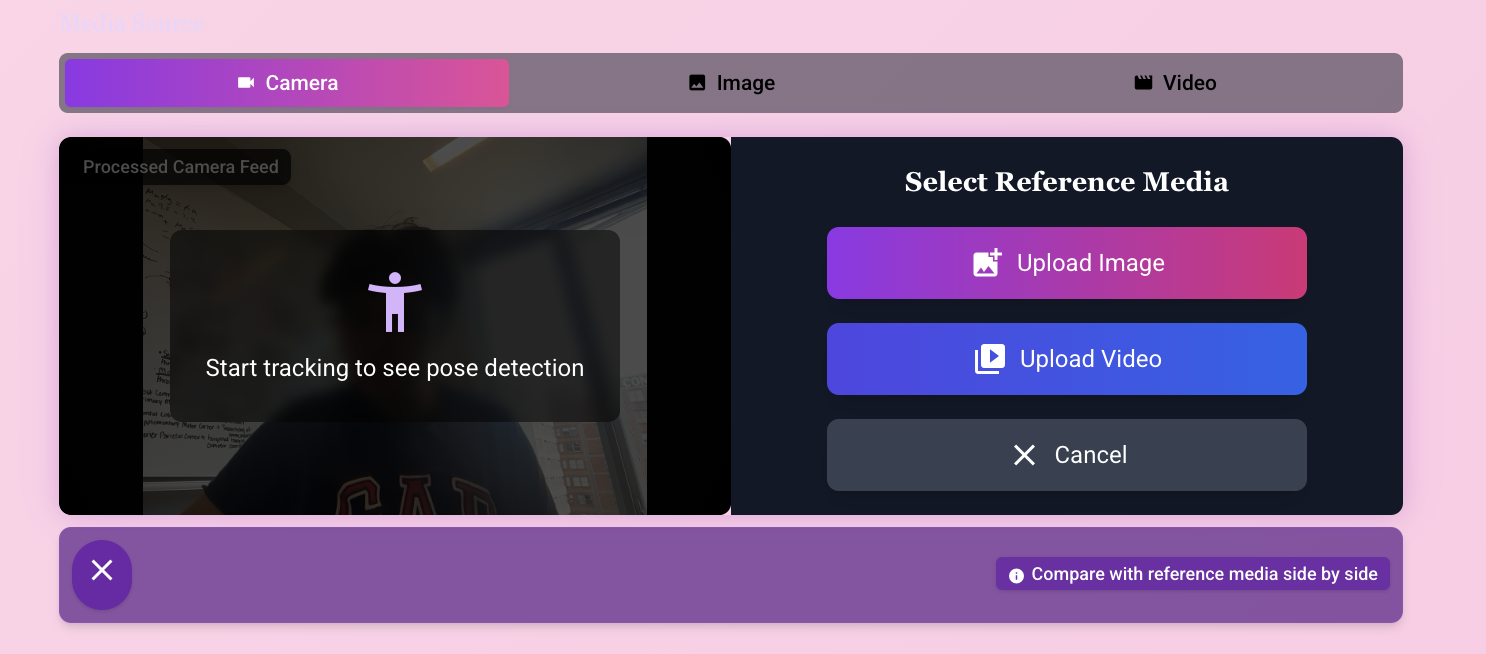 Media Source
Camera
Image
Video
Processed Camera Feed
Start tracking to see pose detection
GAP
Select Reference Media
Upload Image
Upload Video
Cancel
Compare with reference media side by side